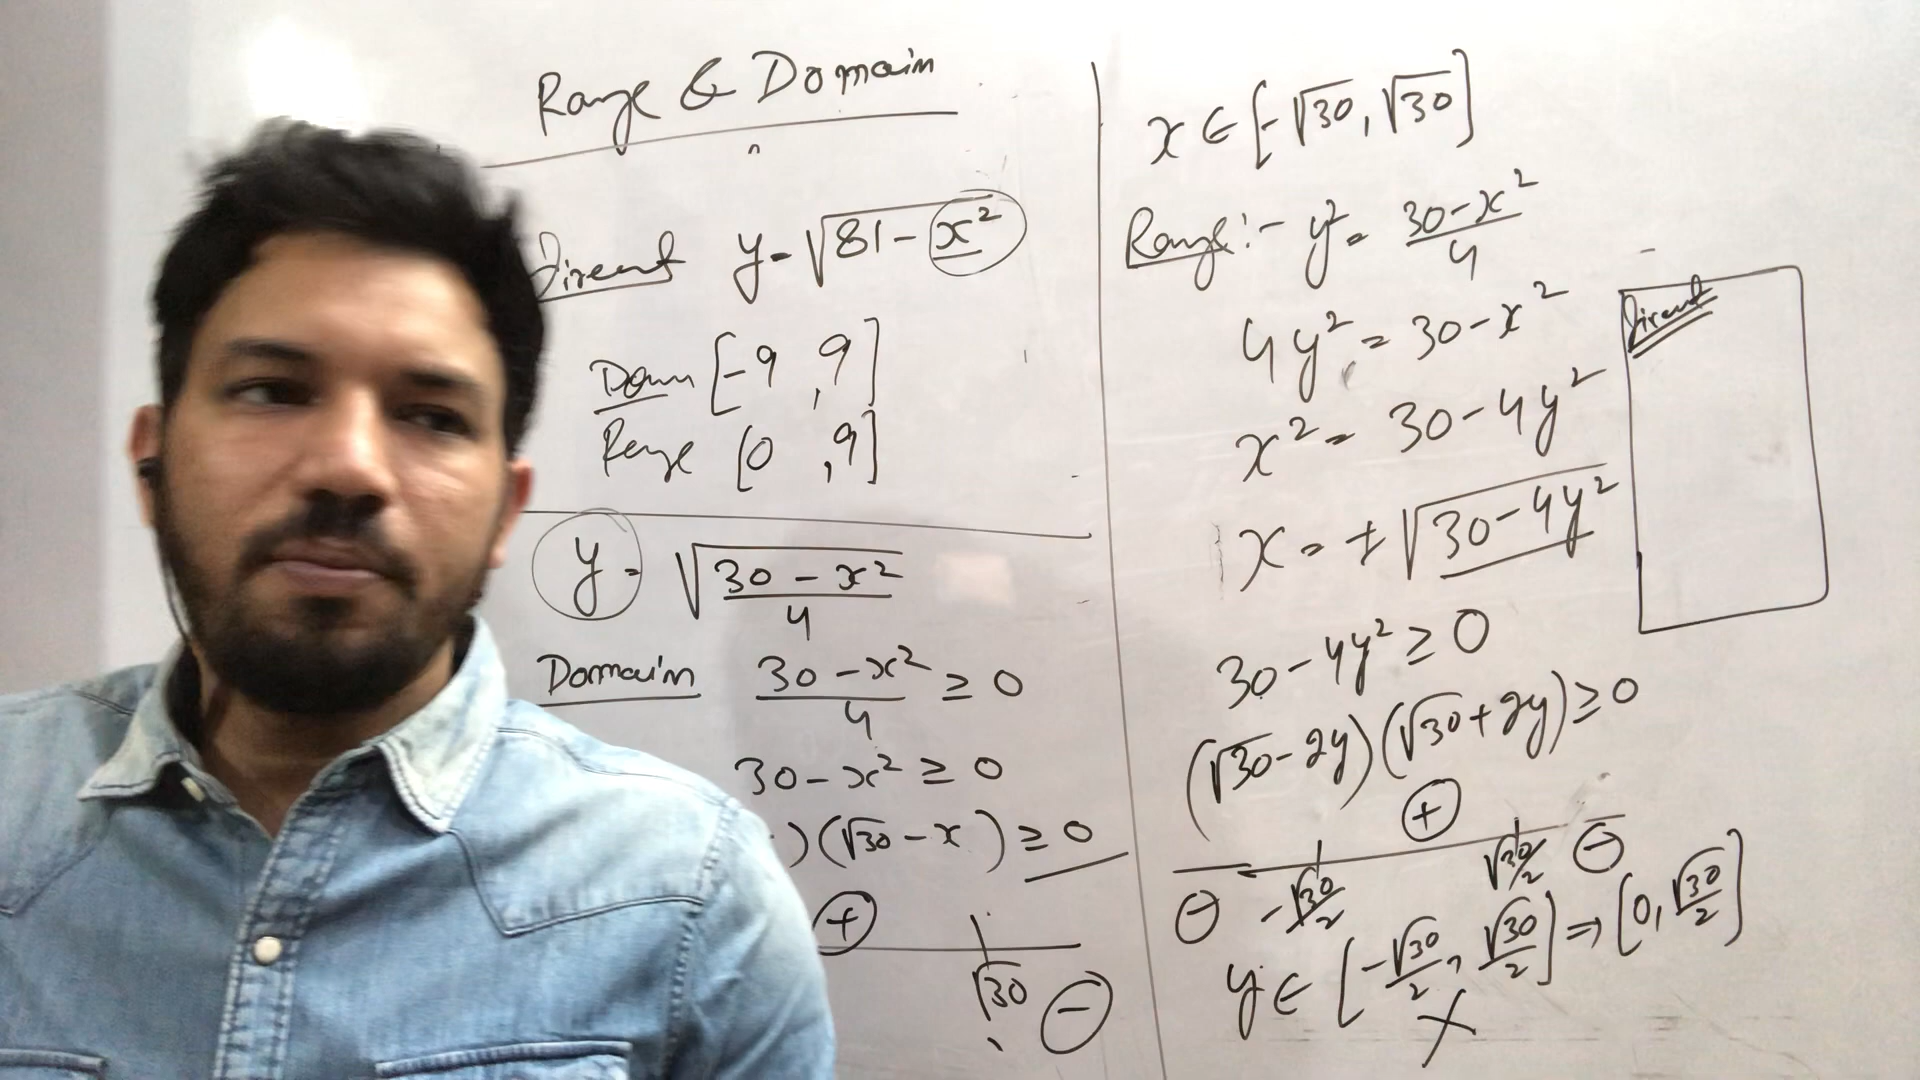 Range & Domain
Direct y = √81 - x²
Dom [-9, 9]
Range [0, 9]
y = √(30 - x²)/4
Domain (30 - x²)/4 ≥ 0
30 - x² ≥ 0
)(√30 - x) ≥ 0
+
√30 -
x ∈ [-√30, √30]
Range:- y² = (30 - x²)/4
4y² = 30 - x²
x² = 30 - 4y²
x = ± √30 - 4y²
30 - 4y² ≥ 0
(√30 - 2y)(√30 + 2y) ≥ 0
+
- -√30/2 √30/2 -
y ∈ [-√30/2, √30/2] ⇒ [0, √30/2]
Direct